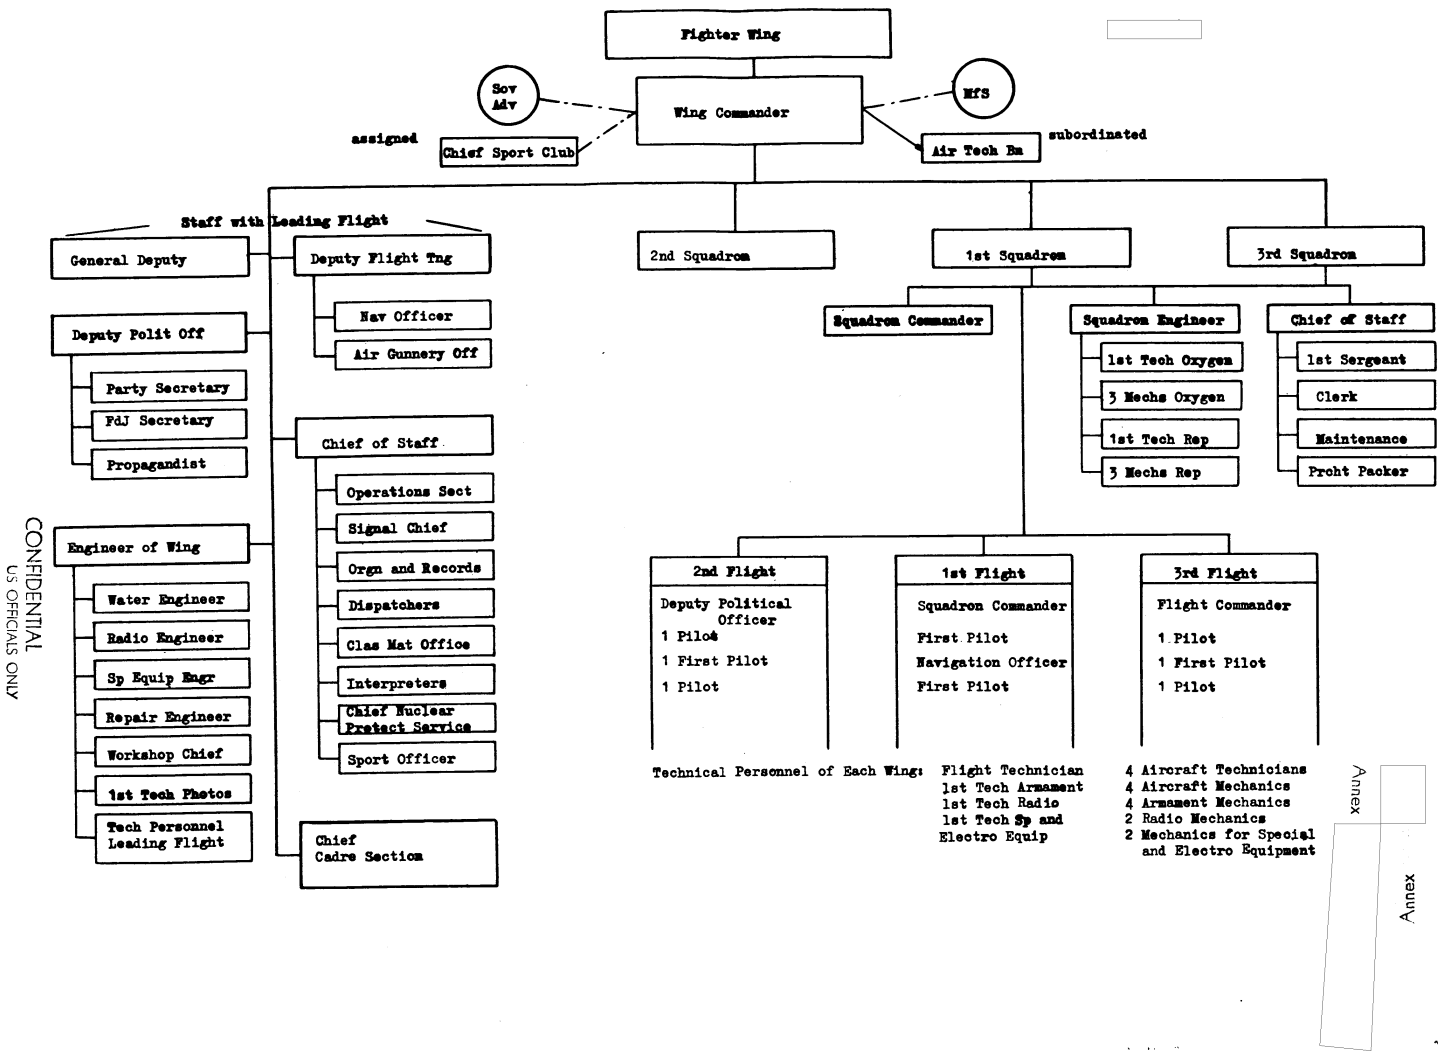 Fighter Wing
Sov
Adv
Wing Commander
MfS
assigned
Chief Sport Club
Air Tech Bn
subordinated
Staff with Leading Flight
General Deputy
Deputy Flight Tng
Nav Officer
Air Gunnery Off
Deputy Polit Off
Party Secretary
FdJ Secretary
Propagandist
Chief of Staff
Operations Sect
Signal Chief
Orgn and Records
Dispatchers
Clas Mat Office
Interpreters
Chief Nuclear
Protect Service
Sport Officer
Engineer of Wing
Water Engineer
Radio Engineer
Sp Equip Engr
Repair Engineer
Workshop Chief
1st Tech Photos
Tech Personnel
Leading Flight
Chief
Cadre Section
2nd Squadron
1st Squadron
3rd Squadron
Squadron Commander
Squadron Engineer
1st Tech Oxygen
3 Mechs Oxygen
1st Tech Rep
3 Mechs Rep
Chief of Staff
1st Sergeant
Clerk
Maintenance
Prcht Packer
2nd Flight
Deputy Political
Officer
1 Pilot
1 First Pilot
1 Pilot
1st Flight
Squadron Commander
First Pilot
Navigation Officer
First Pilot
3rd Flight
Flight Commander
1 Pilot
1 First Pilot
1 Pilot
Technical Personnel of Each Wing:
Flight Technician
1st Tech Armament
1st Tech Radio
1st Tech Sp and
Electro Equip
4 Aircraft Technicians
4 Aircraft Mechanics
4 Armament Mechanics
2 Radio Mechanics
2 Mechanics for Special
and Electro Equipment
CONFIDENTIAL
US OFFICIALS ONLY
Annex
Annex